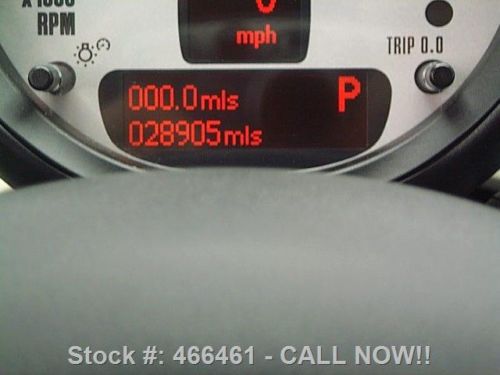 x 1000
RPM
0
mph
TRIP 0.0
000.0mls
P
028905mls
Stock #: 466461 - CALL NOW!!